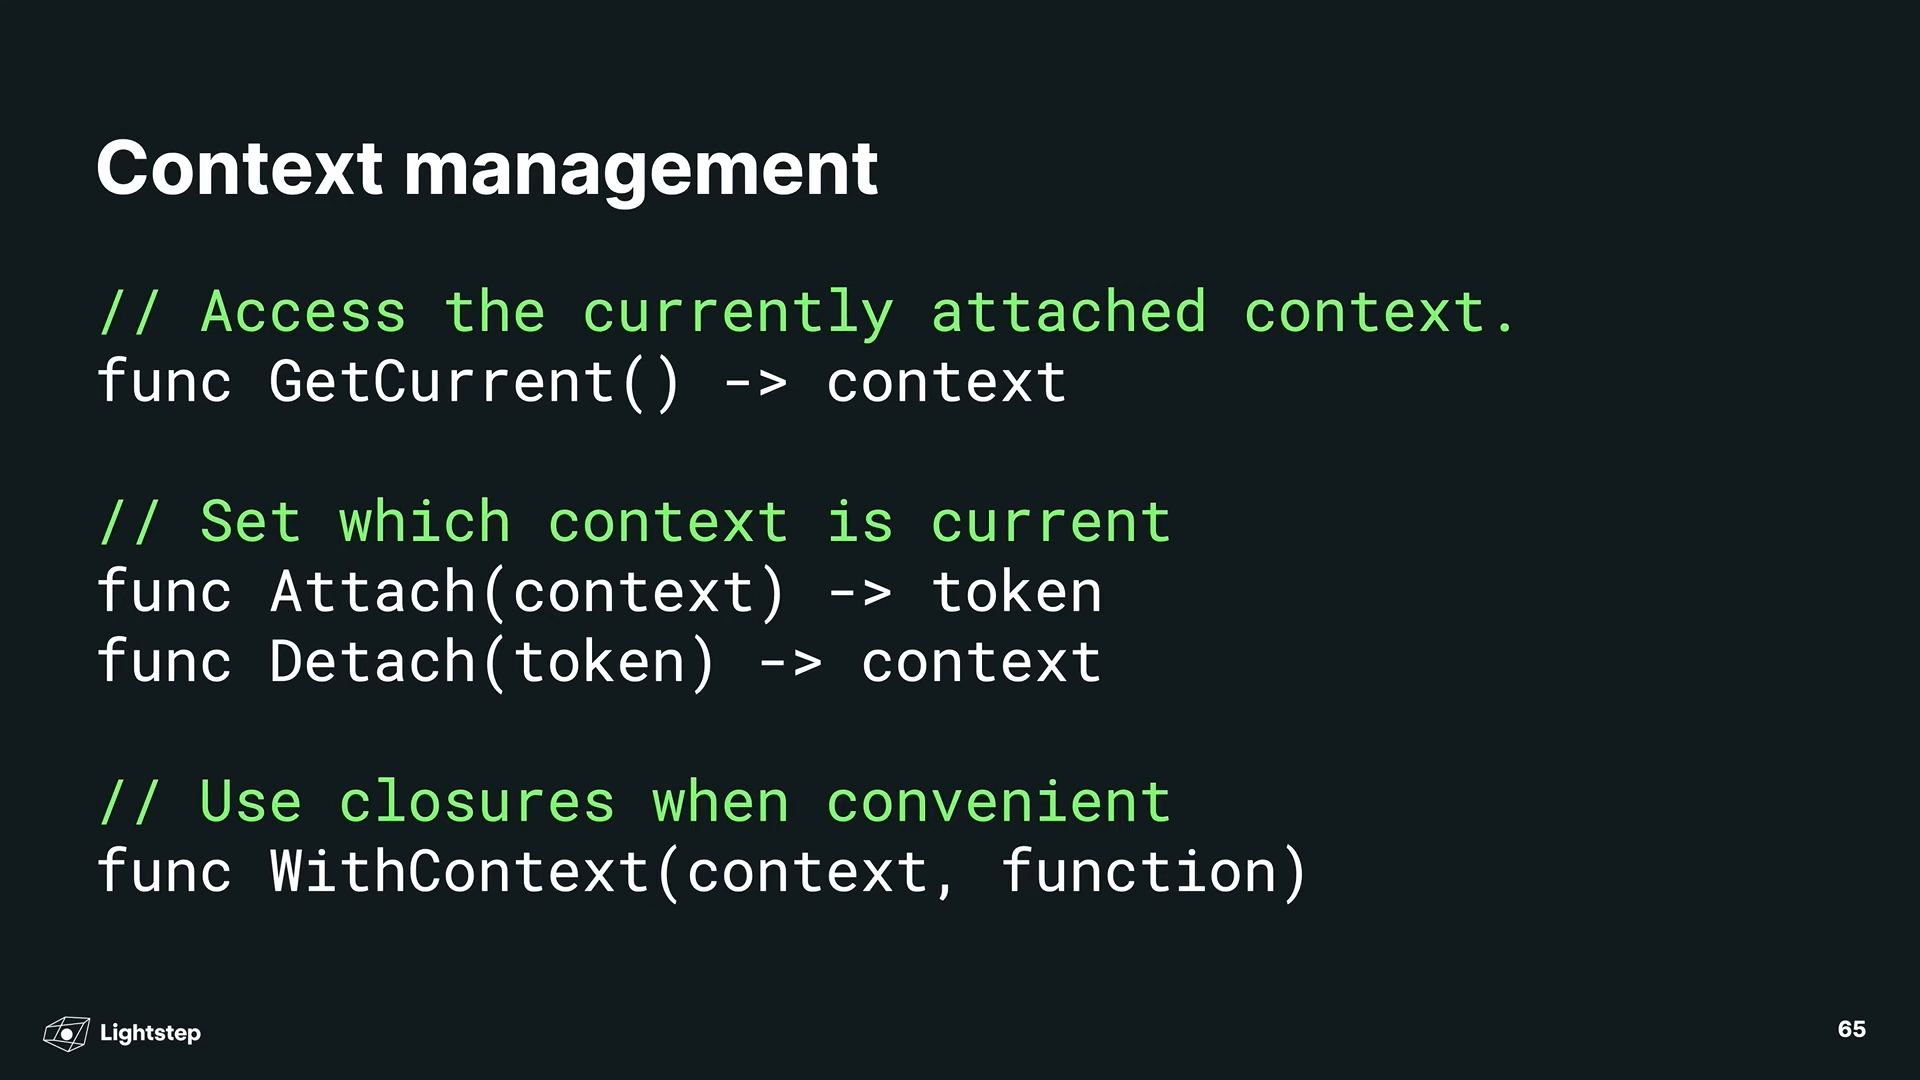 Context management
// Access the currently attached context.
func GetCurrent() -> context
// Set which context is current
func Attach(context) -> token
func Detach(token) -> context
// Use closures when convenient
func WithContext(context, function)
Lightstep
65